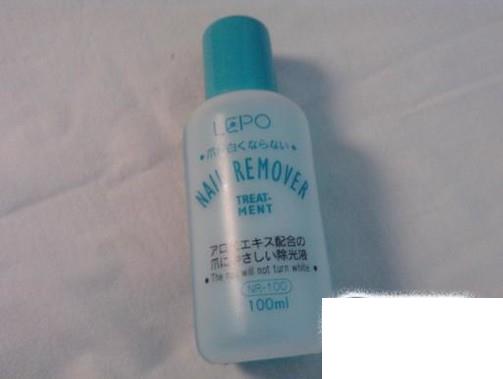 LEPO
爪が白くならない
NAIL REMOVER
TREAT-
MENT
アロエエキス配合の
爪にやさしい除光液
The nail will not turn white.
NR-100
100ml